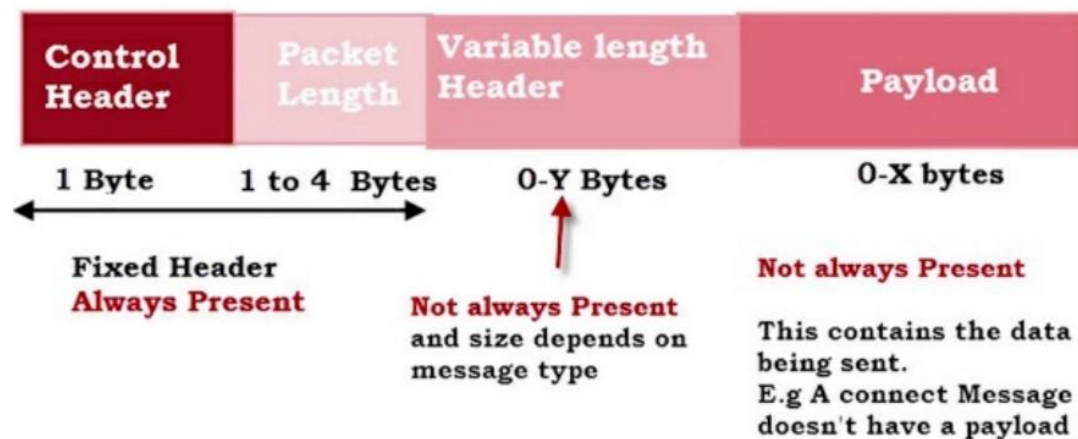 Control
Header
Packet
Length
Variable length
Header
Payload
1 Byte
1 to 4 Bytes
0-Y Bytes
0-X bytes
Fixed Header
Always Present
Not always Present
and size depends on
message type
Not always Present
This contains the data
being sent.
E.g A connect Message
doesn't have a payload